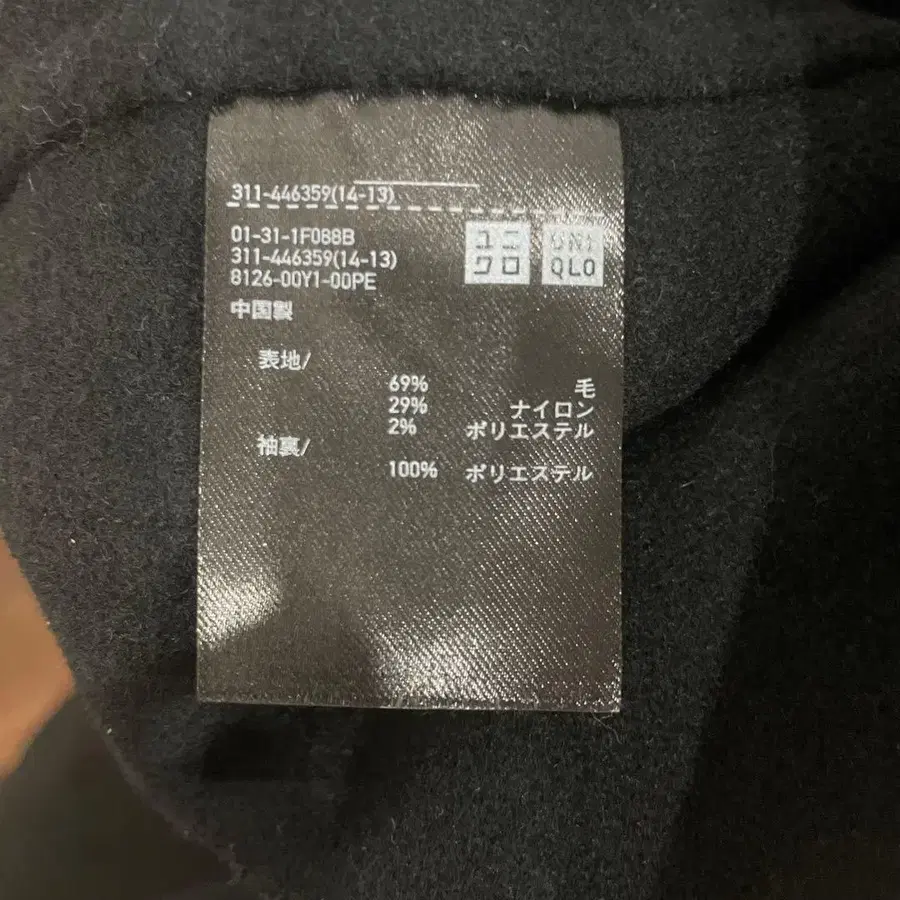 311-446359(14-13)
01-31-1F088B
311-446359(14-13)
8126-00Y1-00PE
中国製
ユニ
クロ
UNI
QLO
表地/
69% 毛
29% ナイロン
2% ポリエステル
袖裏/
100% ポリエステル